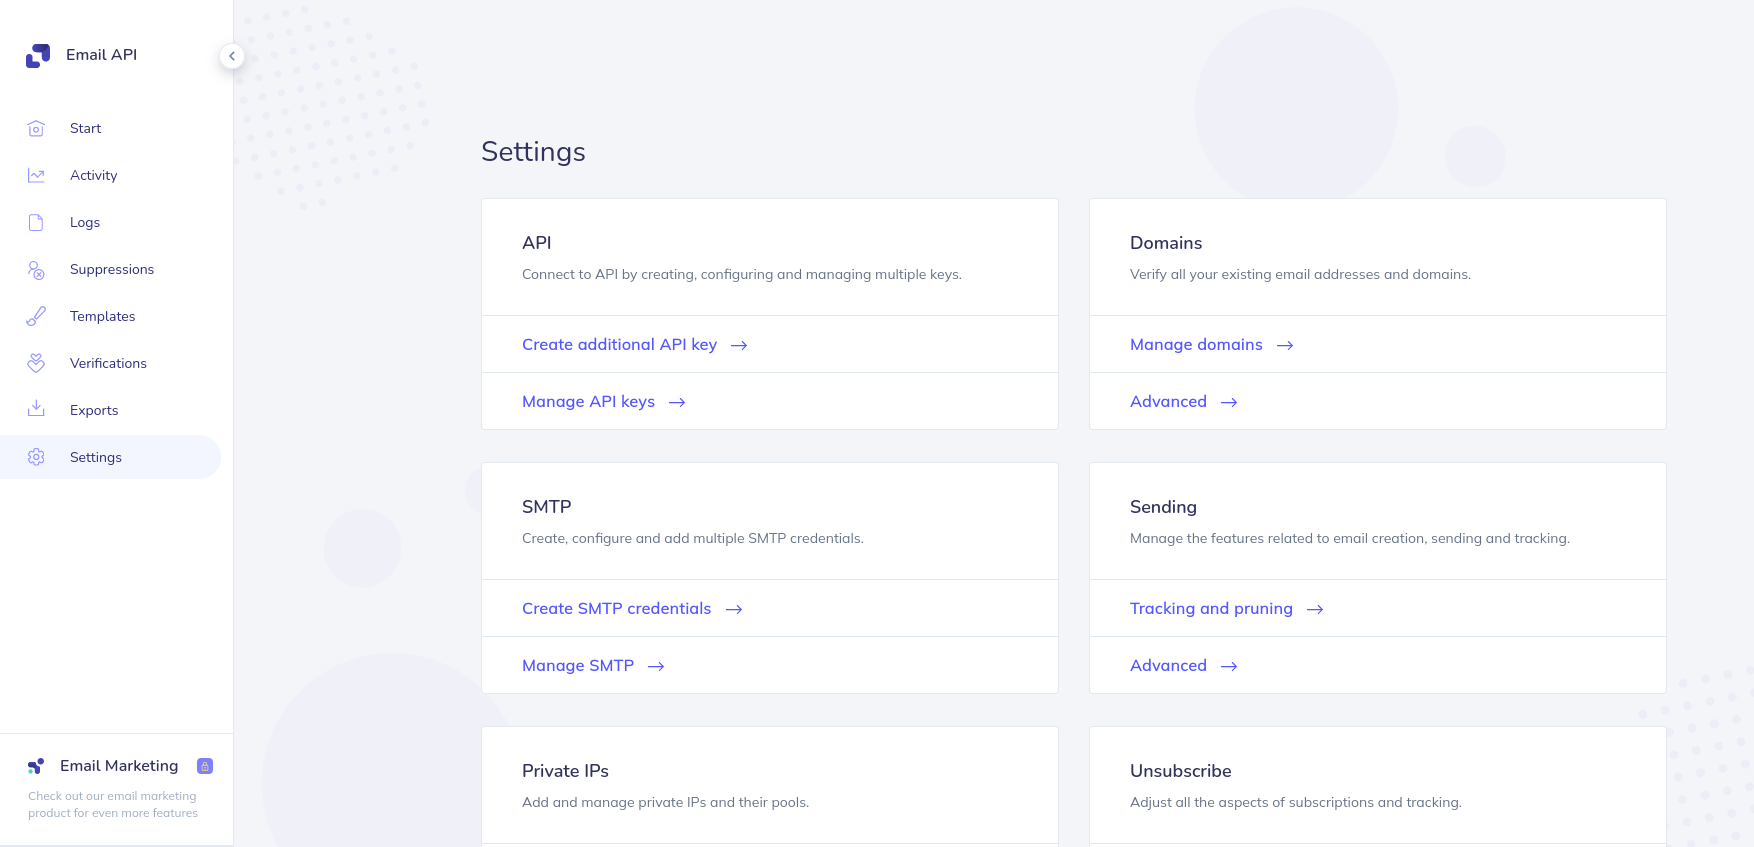 Email API
Start
Activity
Logs
Suppressions
Templates
Verifications
Exports
Settings
Email Marketing
Check out our email marketing
product for even more features
Settings
API
Connect to API by creating, configuring and managing multiple keys.
Create additional API key
Manage API keys
Domains
Verify all your existing email addresses and domains.
Manage domains
Advanced
SMTP
Create, configure and add multiple SMTP credentials.
Create SMTP credentials
Manage SMTP
Sending
Manage the features related to email creation, sending and tracking.
Tracking and pruning
Advanced
Private IPs
Add and manage private IPs and their pools.
Unsubscribe
Adjust all the aspects of subscriptions and tracking.